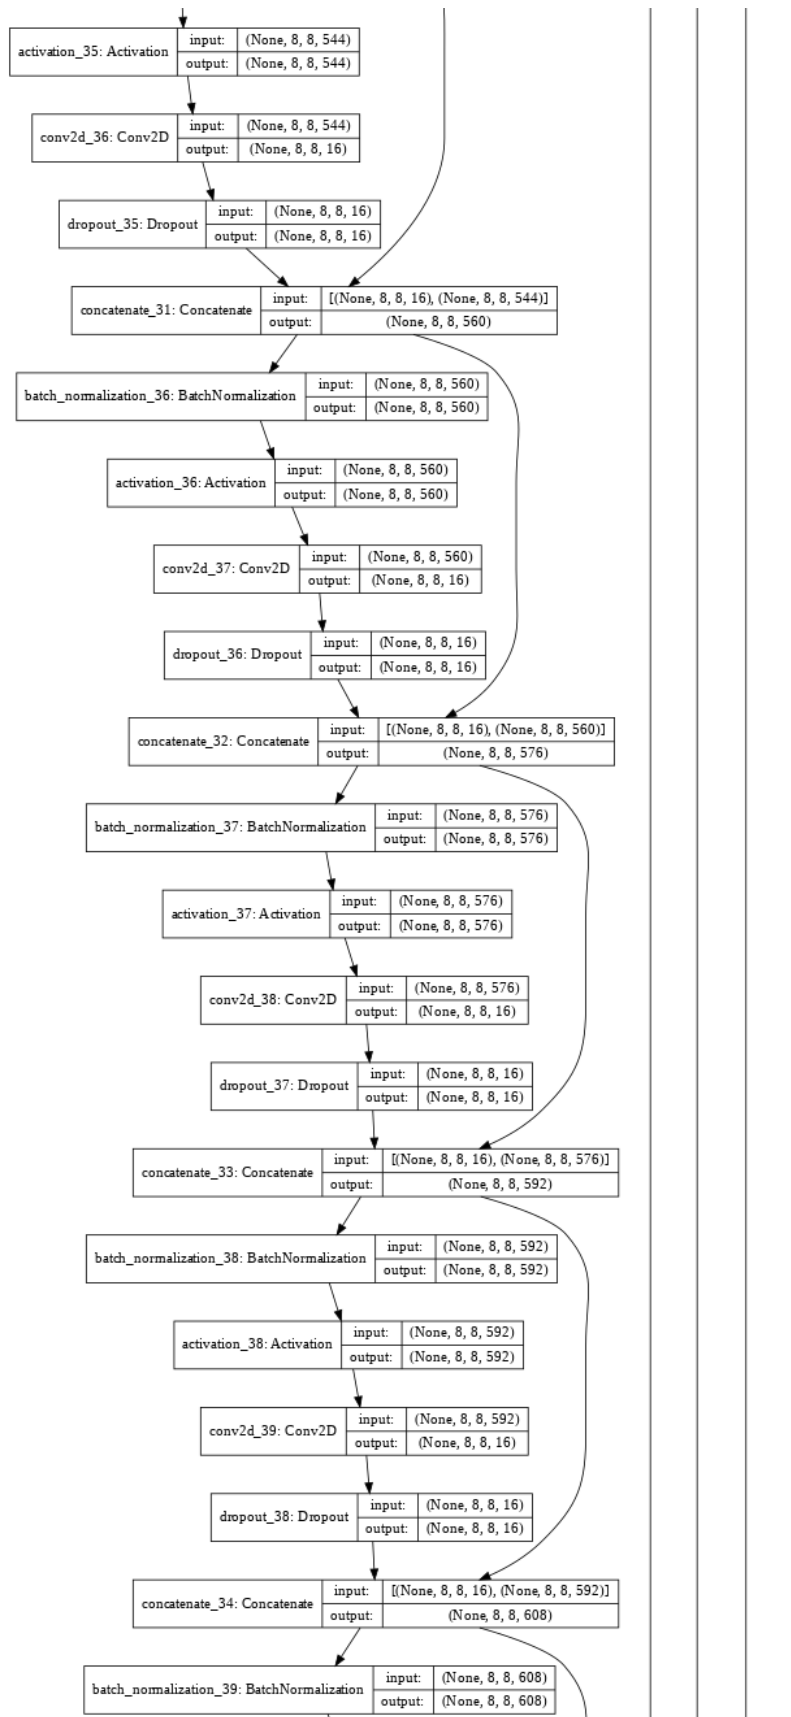 activation_35: Activation
input: (None, 8, 8, 544)
output: (None, 8, 8, 544)
conv2d_36: Conv2D
input: (None, 8, 8, 544)
output: (None, 8, 8, 16)
dropout_35: Dropout
input: (None, 8, 8, 16)
output: (None, 8, 8, 16)
concatenate_31: Concatenate
input: [(None, 8, 8, 16), (None, 8, 8, 544)]
output: (None, 8, 8, 560)
batch_normalization_36: BatchNormalization
input: (None, 8, 8, 560)
output: (None, 8, 8, 560)
activation_36: Activation
input: (None, 8, 8, 560)
output: (None, 8, 8, 560)
conv2d_37: Conv2D
input: (None, 8, 8, 560)
output: (None, 8, 8, 16)
dropout_36: Dropout
input: (None, 8, 8, 16)
output: (None, 8, 8, 16)
concatenate_32: Concatenate
input: [(None, 8, 8, 16), (None, 8, 8, 560)]
output: (None, 8, 8, 576)
batch_normalization_37: BatchNormalization
input: (None, 8, 8, 576)
output: (None, 8, 8, 576)
activation_37: Activation
input: (None, 8, 8, 576)
output: (None, 8, 8, 576)
conv2d_38: Conv2D
input: (None, 8, 8, 576)
output: (None, 8, 8, 16)
dropout_37: Dropout
input: (None, 8, 8, 16)
output: (None, 8, 8, 16)
concatenate_33: Concatenate
input: [(None, 8, 8, 16), (None, 8, 8, 576)]
output: (None, 8, 8, 592)
batch_normalization_38: BatchNormalization
input: (None, 8, 8, 592)
output: (None, 8, 8, 592)
activation_38: Activation
input: (None, 8, 8, 592)
output: (None, 8, 8, 592)
conv2d_39: Conv2D
input: (None, 8, 8, 592)
output: (None, 8, 8, 16)
dropout_38: Dropout
input: (None, 8, 8, 16)
output: (None, 8, 8, 16)
concatenate_34: Concatenate
input: [(None, 8, 8, 16), (None, 8, 8, 592)]
output: (None, 8, 8, 608)
batch_normalization_39: BatchNormalization
input: (None, 8, 8, 608)
output: (None, 8, 8, 608)